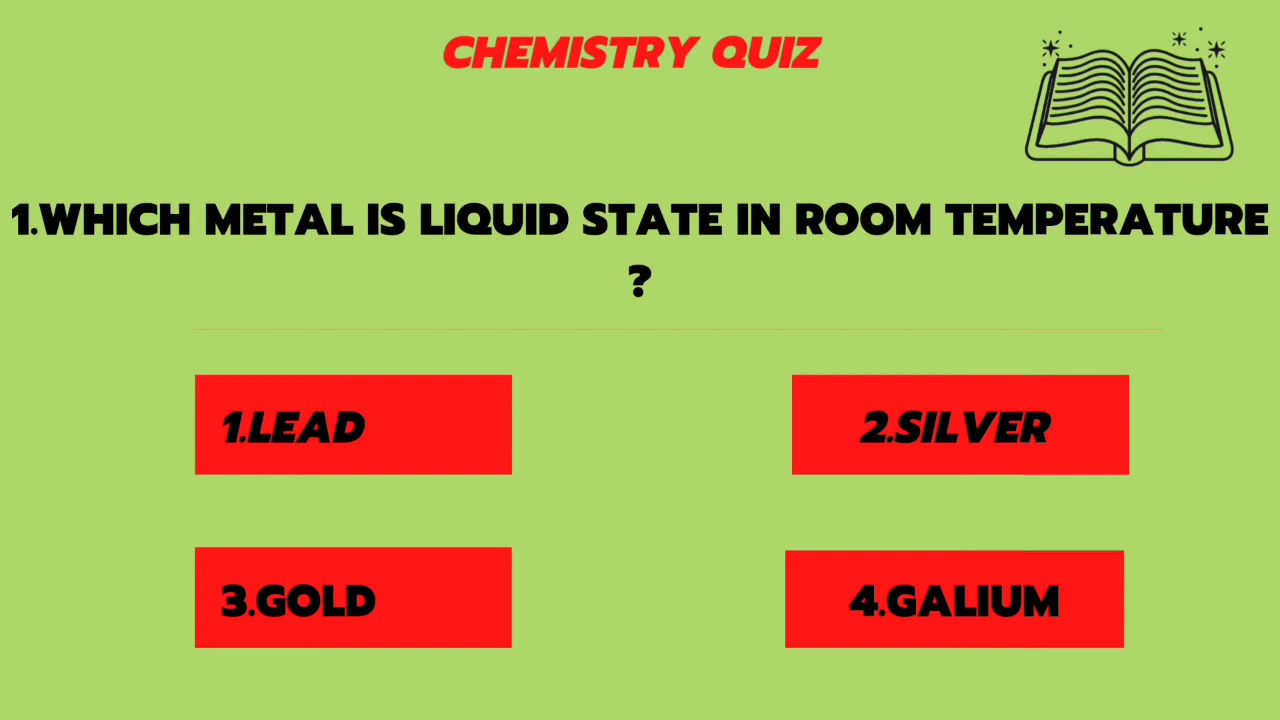 CHEMISTRY QUIZ
1.WHICH METAL IS LIQUID STATE IN ROOM TEMPERATURE
?
1.LEAD
2.SILVER
3.GOLD
4.GALIUM